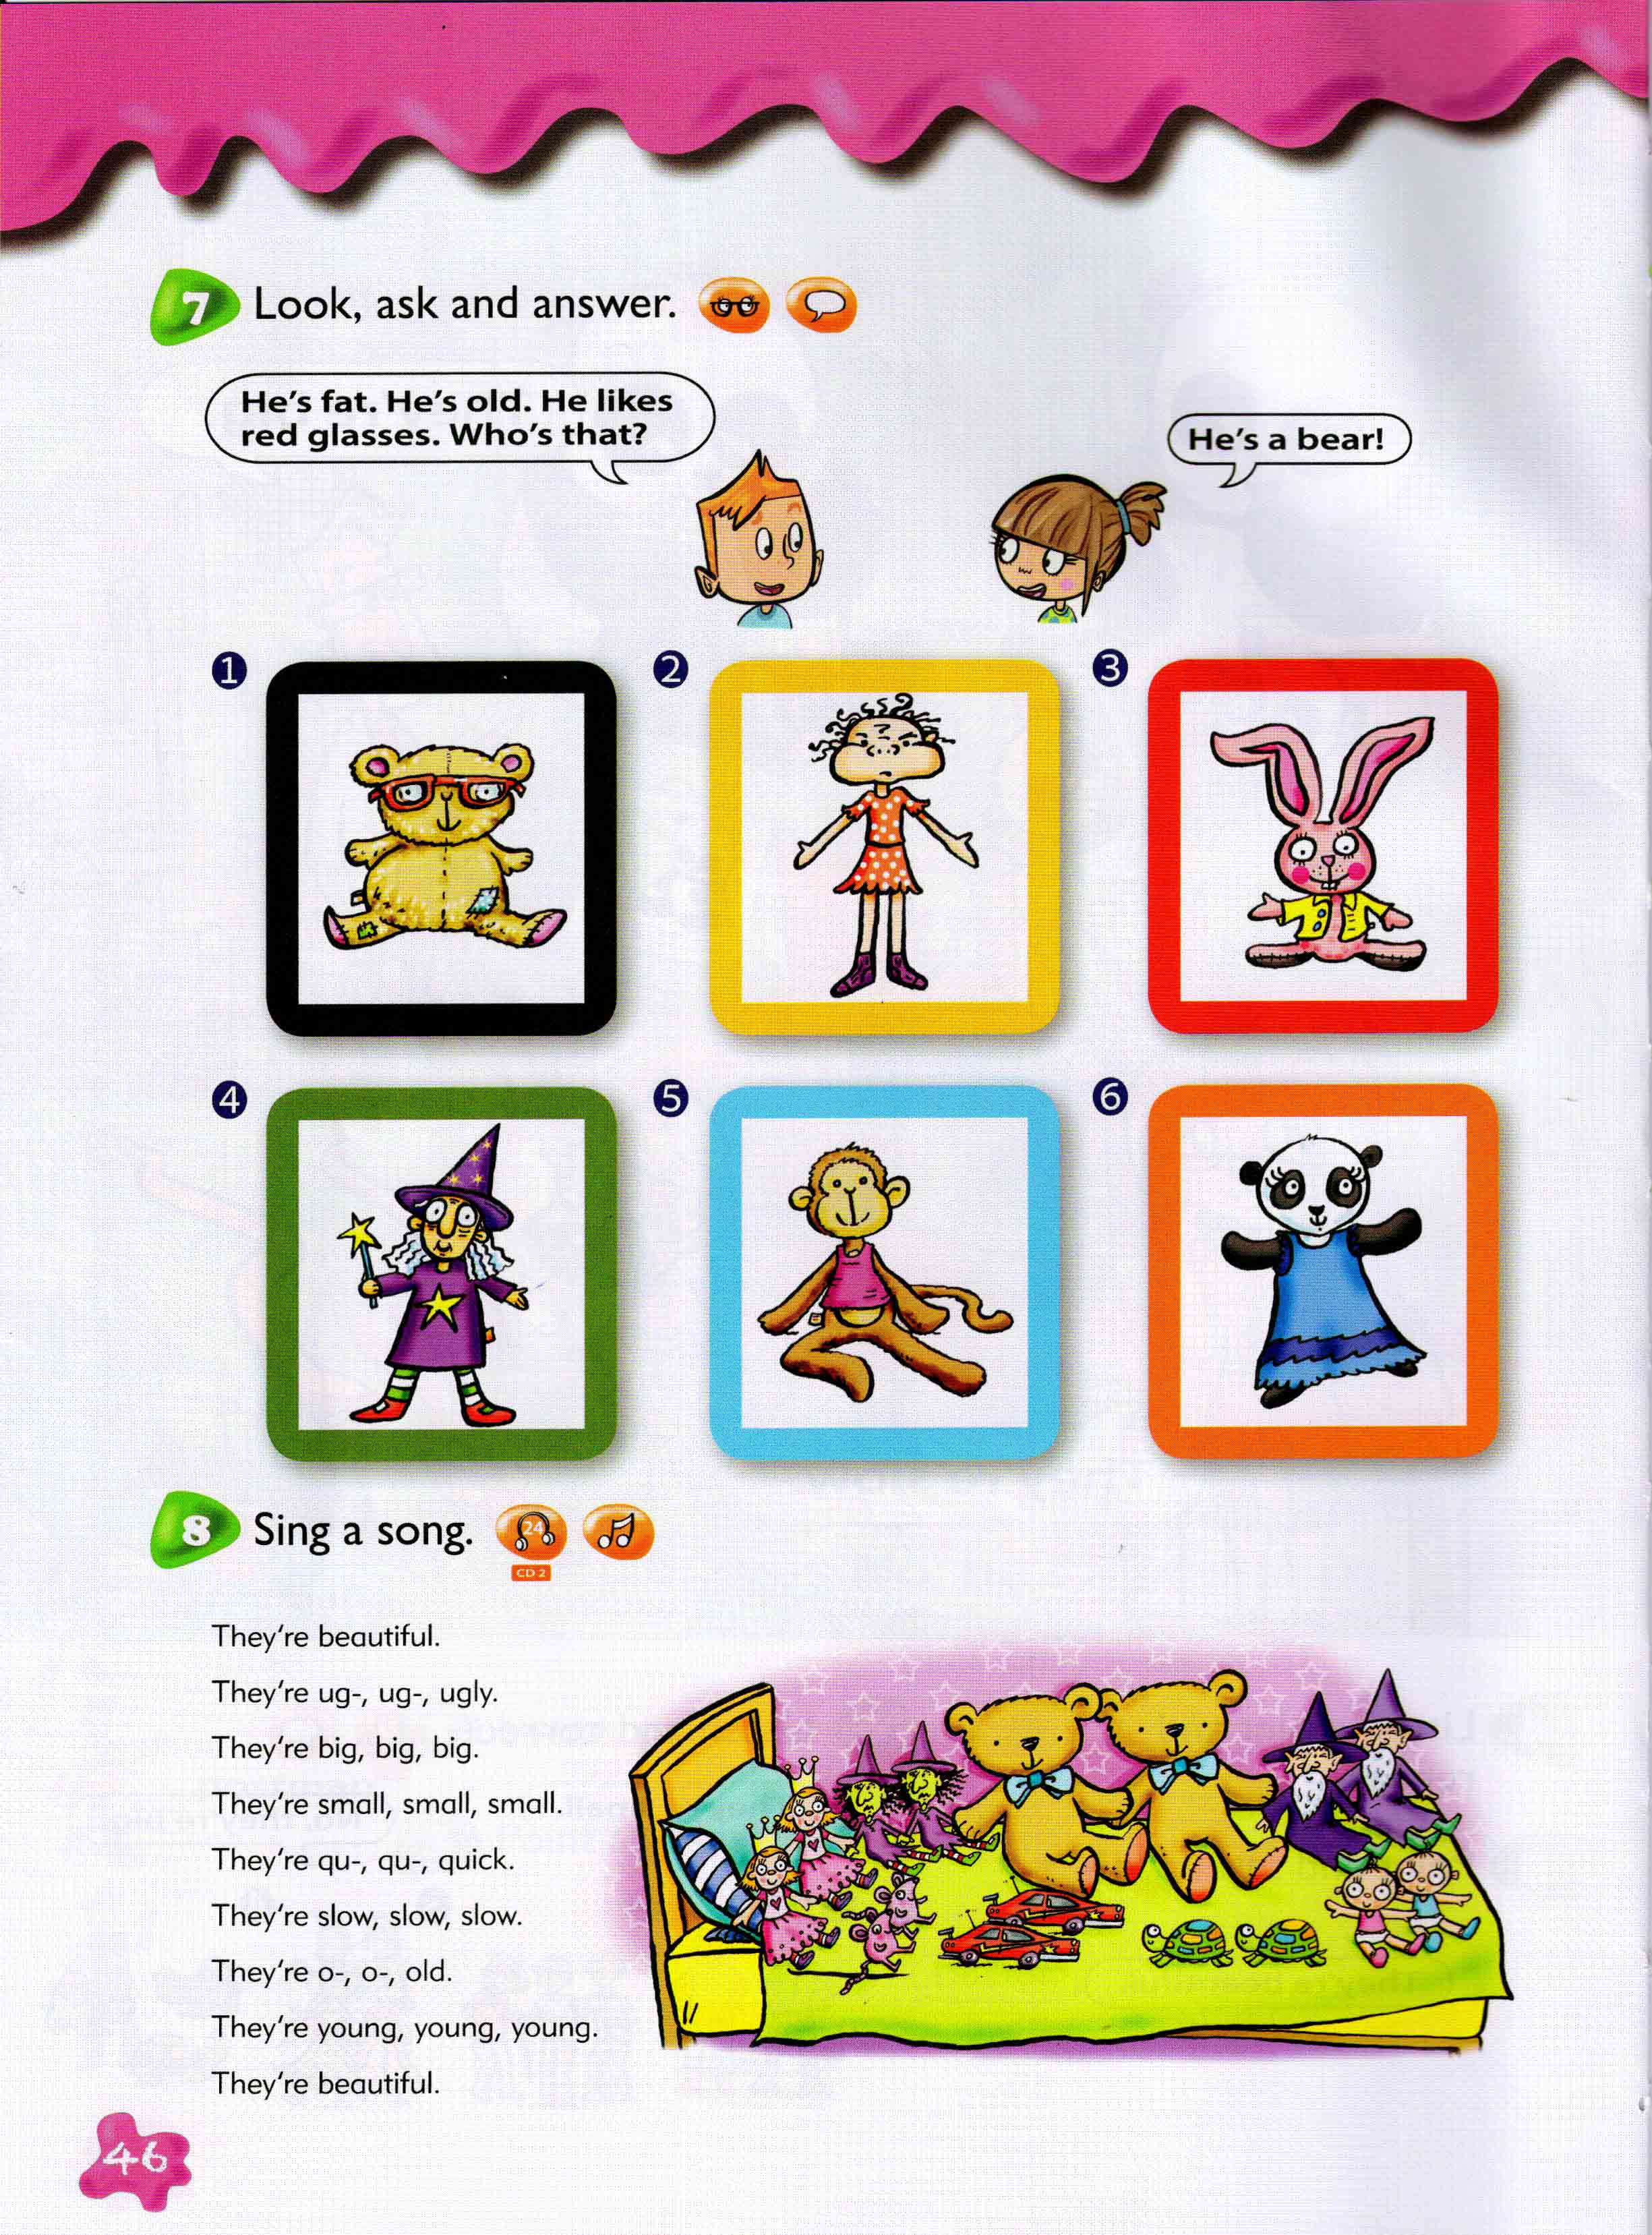 7 Look, ask and answer.
He's fat. He's old. He likes
red glasses. Who's that?
He's a bear!
1
2
3
4
5
6
8 Sing a song.
24
CD 2
They're beautiful.
They're ug-, ug-, ugly.
They're big, big, big.
They're small, small, small.
They're qu-, qu-, quick.
They're slow, slow, slow.
They're o-, o-, old.
They're young, young, young.
They're beautiful.
46